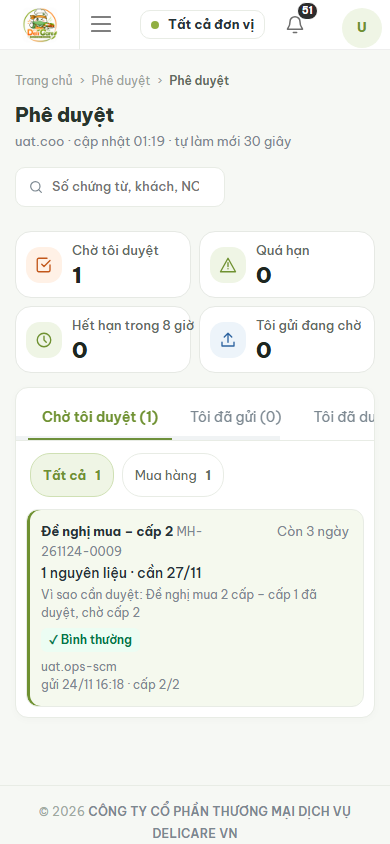 Tất cả đơn vị
51
U
Trang chủ › Phê duyệt › Phê duyệt
Phê duyệt
uat.coo · cập nhật 01:19 · tự làm mới 30 giây
Số chứng từ, khách, NC
Chờ tôi duyệt
1
Quá hạn
0
Hết hạn trong 8 giờ
0
Tôi gửi đang chờ
0
Chờ tôi duyệt (1)
Tôi đã gửi (0)
Tôi đã du
Tất cả 1
Mua hàng 1
Đề nghị mua – cấp 2 MH-
261124-0009
Còn 3 ngày
1 nguyên liệu · cần 27/11
Vì sao cần duyệt: Đề nghị mua 2 cấp – cấp 1 đã
duyệt, chờ cấp 2
✓ Bình thường
uat.ops-scm
gửi 24/11 16:18 · cấp 2/2
© 2026 CÔNG TY CỔ PHẦN THƯƠNG MẠI DỊCH VỤ
DELICARE VN